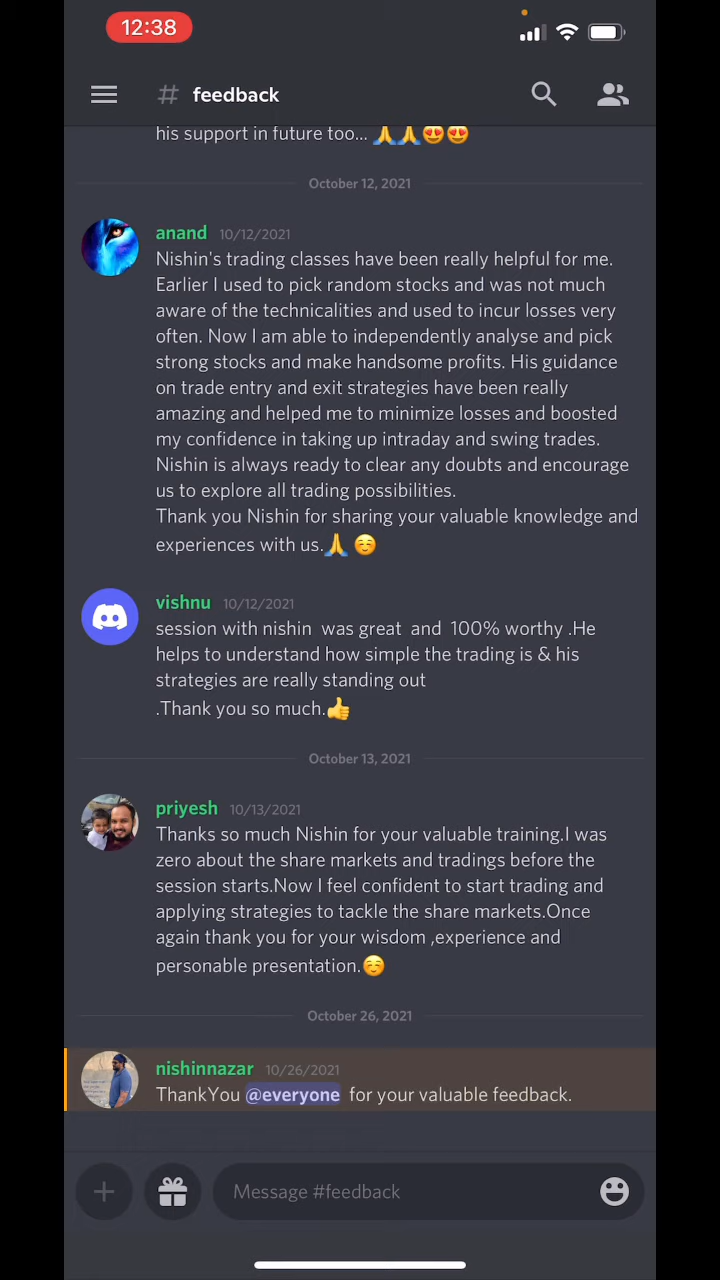 12:38
# feedback
his support in future too... 🙏🙏😍😍
October 12, 2021
anand 10/12/2021
Nishin's trading classes have been really helpful for me.
Earlier I used to pick random stocks and was not much
aware of the technicalities and used to incur losses very
often. Now I am able to independently analyse and pick
strong stocks and make handsome profits. His guidance
on trade entry and exit strategies have been really
amazing and helped me to minimize losses and boosted
my confidence in taking up intraday and swing trades.
Nishin is always ready to clear any doubts and encourage
us to explore all trading possibilities.
Thank you Nishin for sharing your valuable knowledge and
experiences with us.🙏 ☺️
vishnu 10/12/2021
session with nishin  was great  and  100% worthy .He
helps to understand how simple the trading is & his
strategies are really standing out
.Thank you so much.👍
October 13, 2021
priyesh 10/13/2021
Thanks so much Nishin for your valuable training.I was
zero about the share markets and tradings before the
session starts.Now I feel confident to start trading and
applying strategies to tackle the share markets.Once
again thank you for your wisdom ,experience and
personable presentation.☺️
October 26, 2021
nishinnazar 10/26/2021
ThankYou @everyone  for your valuable feedback.
Message #feedback